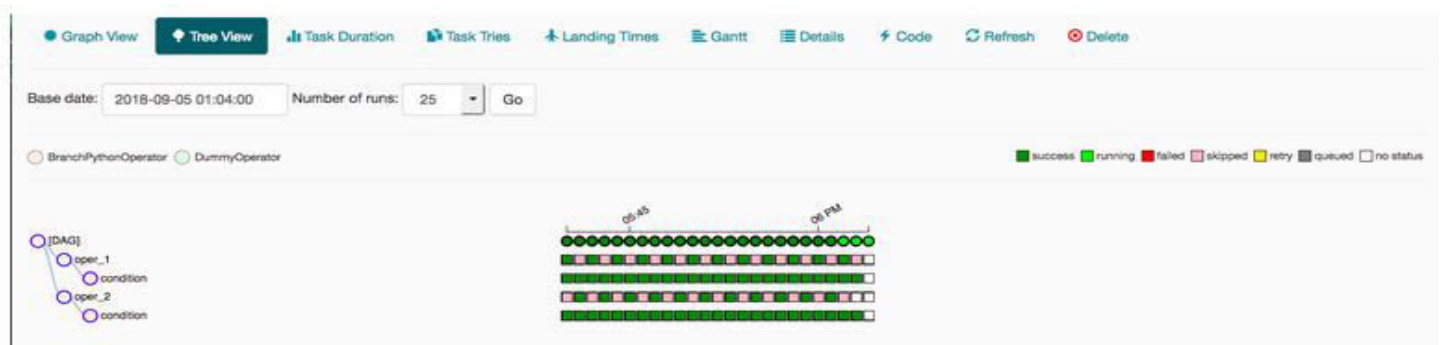 Graph View Tree View Task Duration Task Tries Landing Times Gantt Details Code Refresh Delete
Base date: 2018-09-05 01:04:00 Number of runs: 25 Go
BranchPythonOperator DummyOperator success running failed skipped retry queued no status
05:45 06 PM
[DAG]
oper_1
condition
oper_2
condition